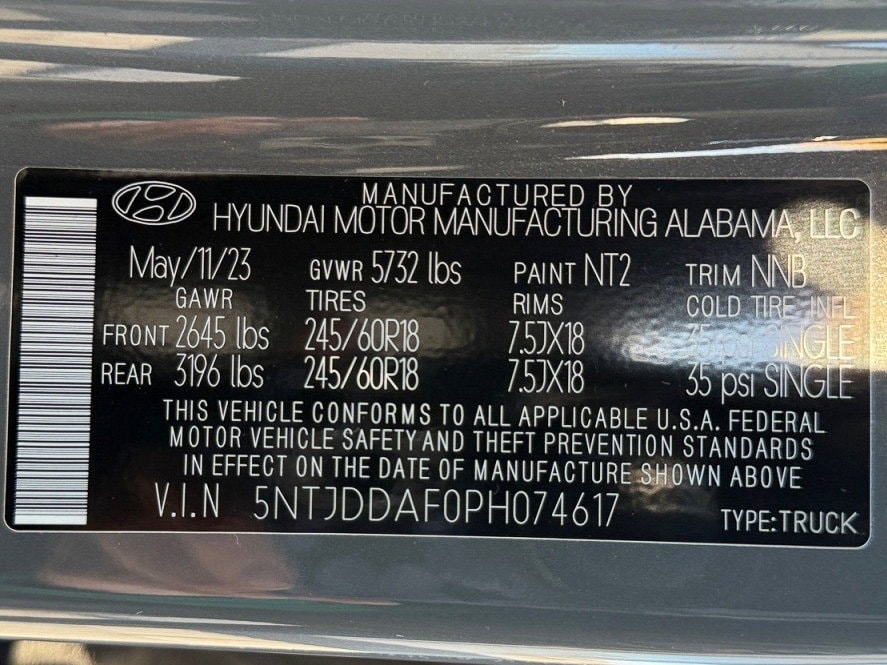 MANUFACTURED BY
HYUNDAI MOTOR MANUFACTURING ALABAMA, LLC
May/11/23 GVWR 5732 lbs PAINT NT2 TRIM NNB
GAWR TIRES RIMS COLD TIRE INFL
FRONT 2645 lbs 245/60R18 7.5JX18 35 psi SINGLE
REAR 3196 lbs 245/60R18 7.5JX18 35 psi SINGLE
THIS VEHICLE CONFORMS TO ALL APPLICABLE U.S.A. FEDERAL
MOTOR VEHICLE SAFETY AND THEFT PREVENTION STANDARDS
IN EFFECT ON THE DATE OF MANUFACTURE SHOWN ABOVE
V.I.N 5NTJDDAF0PH074617 TYPE:TRUCK